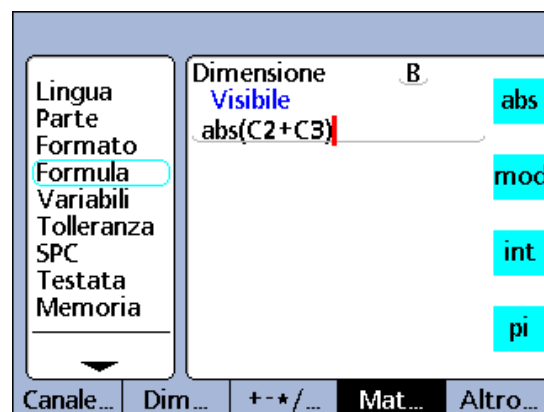 Lingua
Parte
Formato
Formula
Variabili
Tolleranza
SPC
Testata
Memoria
Dimensione B
Visibile
abs(C2+C3)
abs
mod
int
pi
Canale... Dim... +-*/... Mat... Altro...